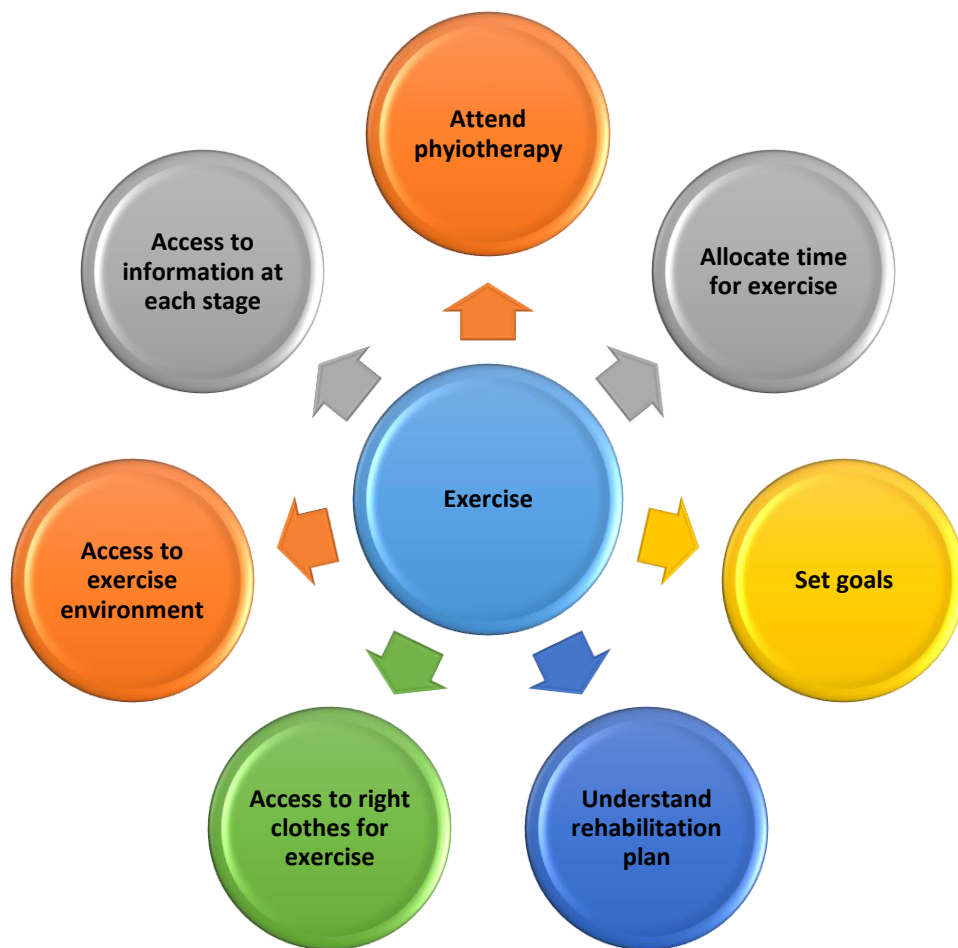 Attend
phyiotherapy
Allocate time
for exercise
Set goals
Understand
rehabilitation
plan
Access to right
clothes for
exercise
Access to
exercise
environment
Access to
information at
each stage
Exercise